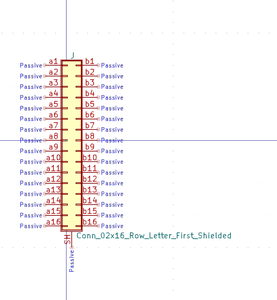 J
Passive a1 b1 Passive
Passive a2 b2 Passive
Passive a3 b3 Passive
Passive a4 b4 Passive
Passive a5 b5 Passive
Passive a6 b6 Passive
Passive a7 b7 Passive
Passive a8 b8 Passive
Passive a9 b9 Passive
Passive a10 b10 Passive
Passive a11 b11 Passive
Passive a12 b12 Passive
Passive a13 b13 Passive
Passive a14 b14 Passive
Passive a15 b15 Passive
Passive a16 b16 Passive
SH Conn_02x16_Row_Letter_First_Shielded
Passive